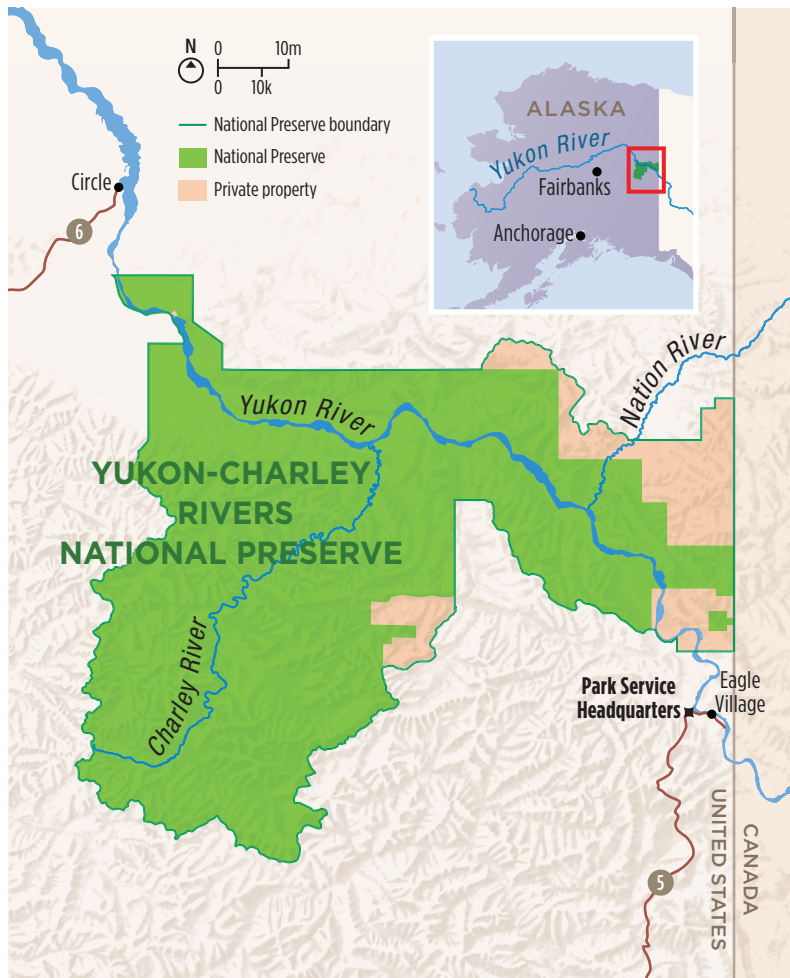 N
0
10m
0
10k
National Preserve boundary
National Preserve
Private property
ALASKA
Yukon River
Fairbanks
Anchorage
Circle
6
Nation River
Yukon River
YUKON-CHARLEY
RIVERS
NATIONAL PRESERVE
Charley River
Park Service
Headquarters
Eagle
Village
UNITED STATES
CANADA
5